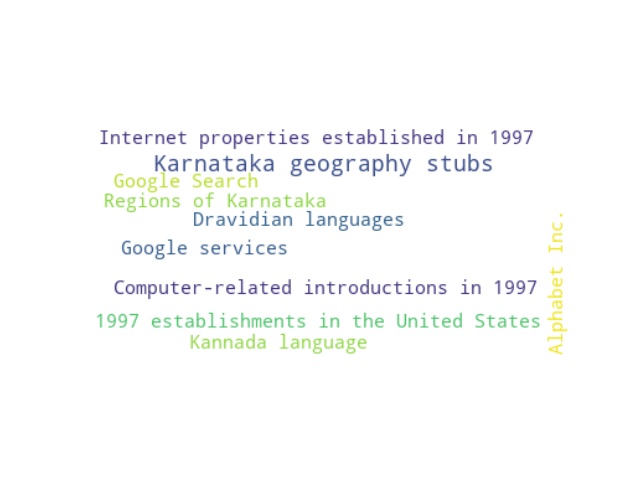 Internet properties established in 1997
Karnataka geography stubs
Google Search
Regions of Karnataka
Dravidian languages
Google services
Computer-related introductions in 1997
1997 establishments in the United States
Kannada language
Alphabet Inc.